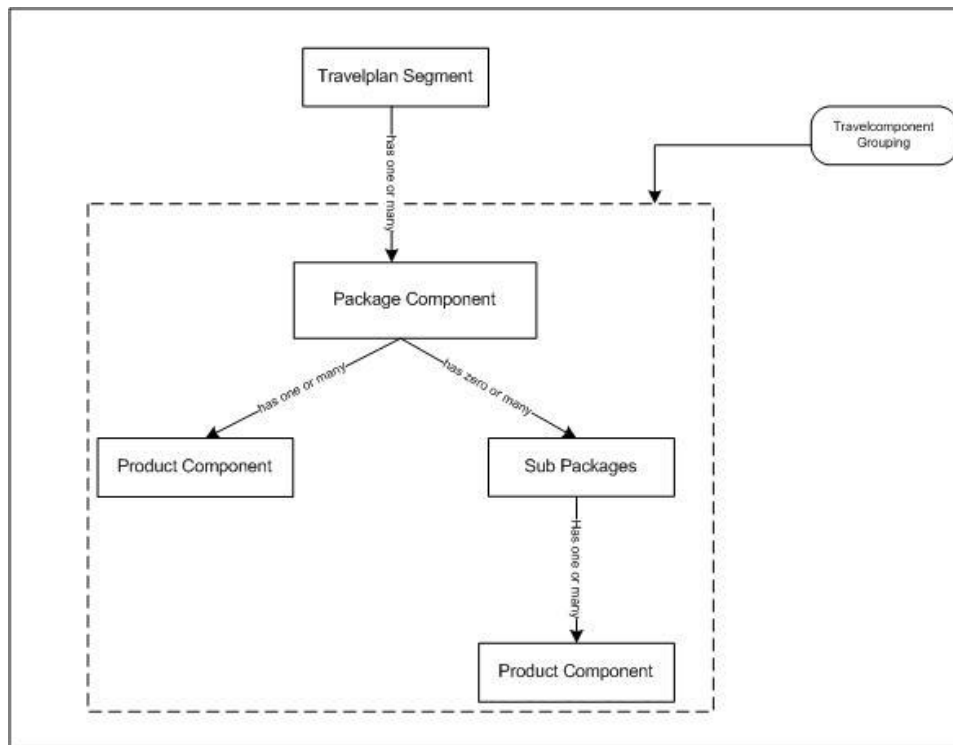 Travelplan Segment
Travelcomponent
Grouping
has one or many
Package Component
has one or many
has zero or many
Product Component
Sub Packages
Has one or many
Product Component